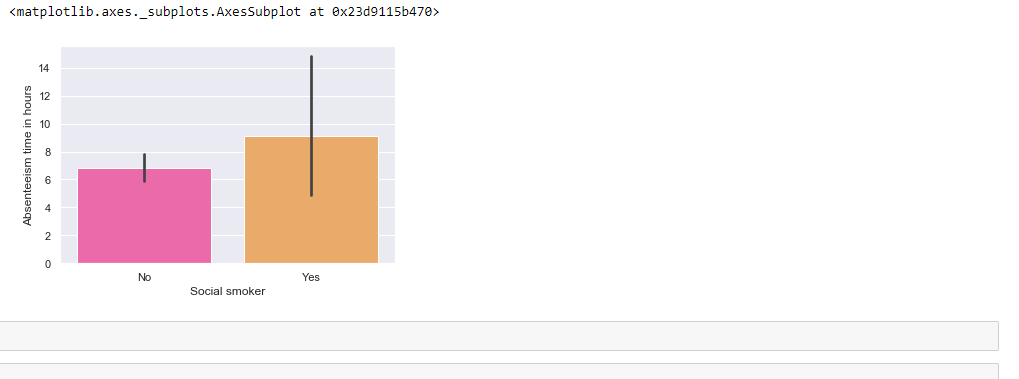 <matplotlib.axes._subplots.AxesSubplot at 0x23d9115b470>
Absenteeism time in hours
14
12
10
8
6
4
2
0
No Yes
Social smoker